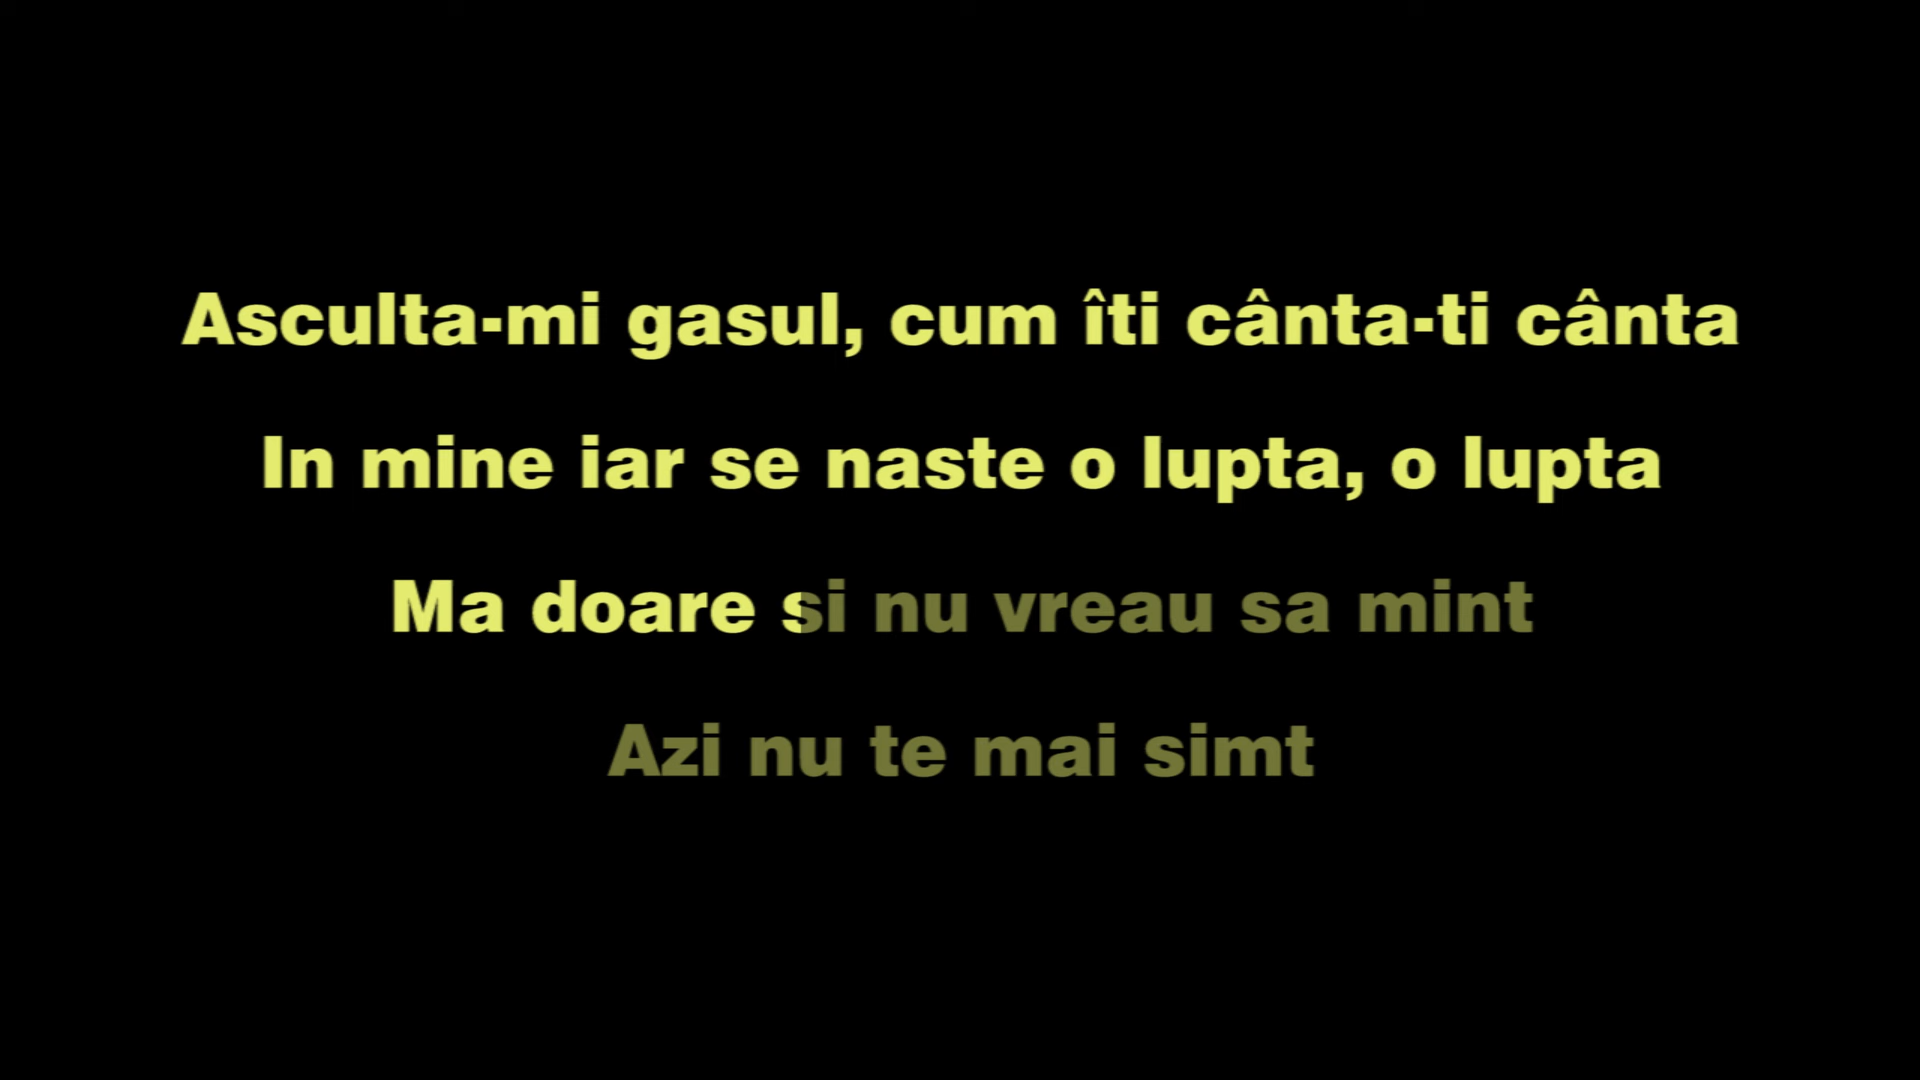 Asculta-mi gasul, cum îti cânta-ti cânta
In mine iar se naste o lupta, o lupta
Ma doare si nu vreau sa mint
Azi nu te mai simt